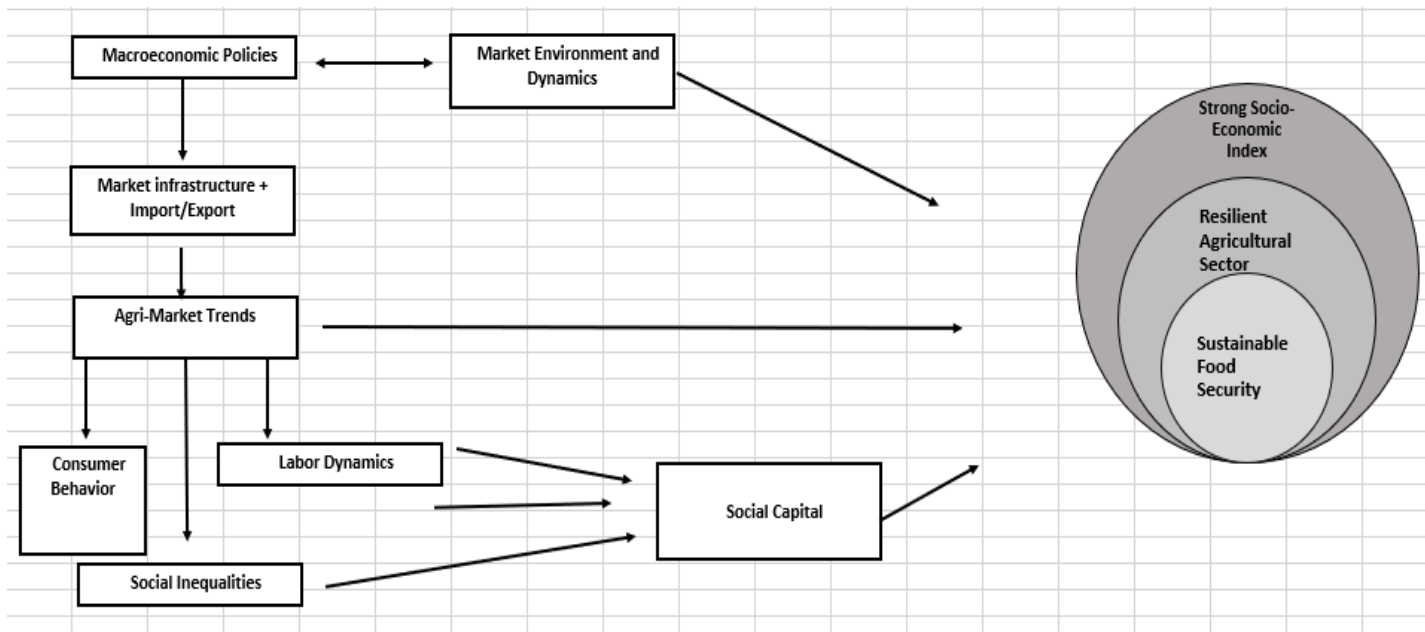 Macroeconomic Policies
Market Environment and
Dynamics
Strong Socio-
Economic
Index
Market infrastructure +
Import/Export
Resilient
Agricultural
Sector
Agri-Market Trends
Sustainable
Food
Security
Consumer
Behavior
Labor Dynamics
Social Capital
Social Inequalities